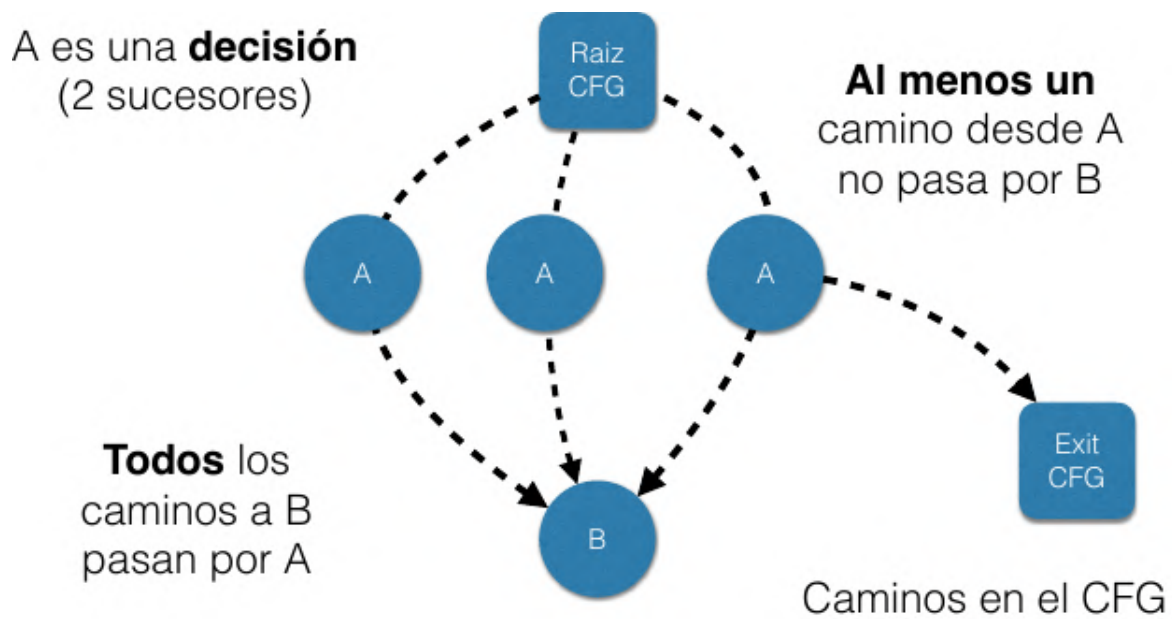 A es una decisión
(2 sucesores)
Raiz
CFG
Al menos un
camino desde A
no pasa por B
A
A
A
Todos los
caminos a B
pasan por A
B
Exit
CFG
Caminos en el CFG